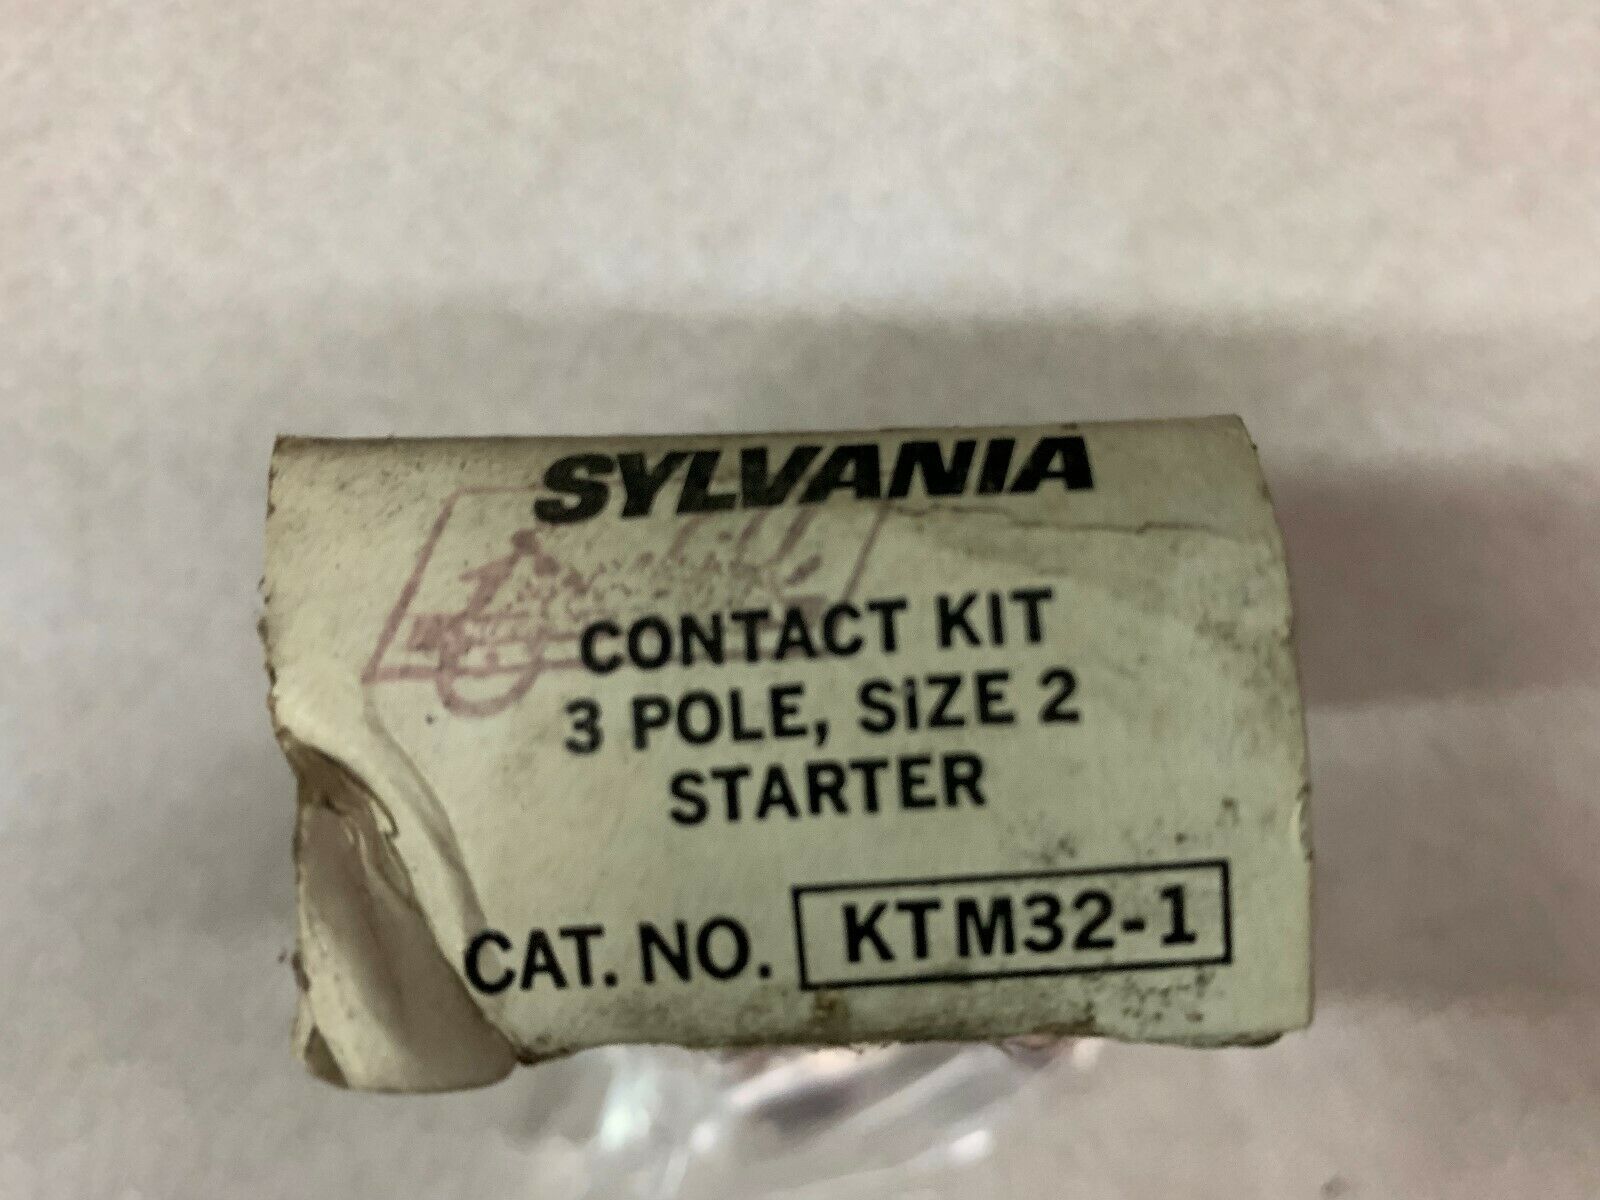 SYLVANIA
CONTACT KIT
3 POLE, SiZE 2
STARTER
CAT. NO. KTM32-1